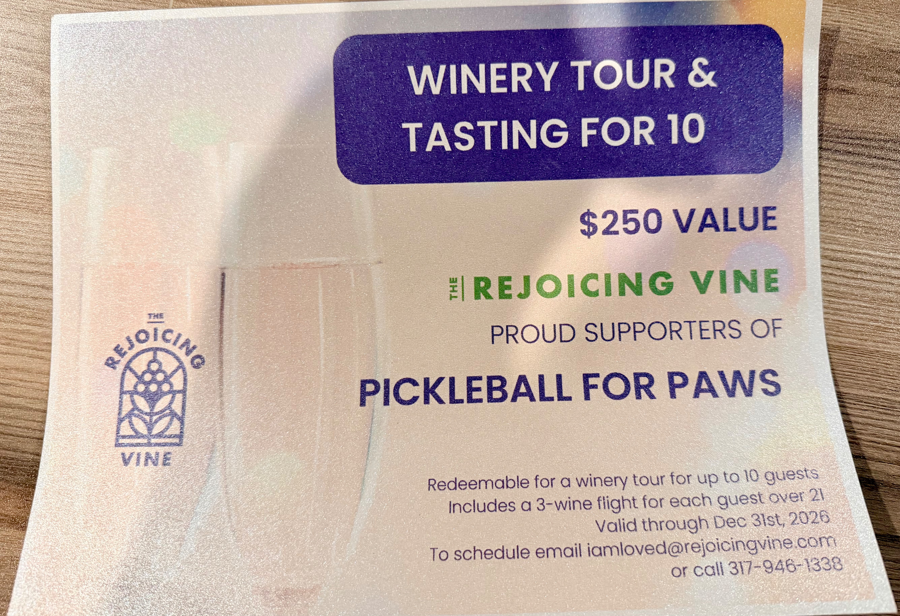 WINERY TOUR &
TASTING FOR 10
$250 VALUE
THE REJOICING VINE
PROUD SUPPORTERS OF
PICKLEBALL FOR PAWS
THE
REJOICING
VINE
Redeemable for a winery tour for up to 10 guests
Includes a 3-wine flight for each guest over 21
Valid through Dec 31st, 2026
To schedule email iamloved@rejoicingvine.com
or call 317-946-1338